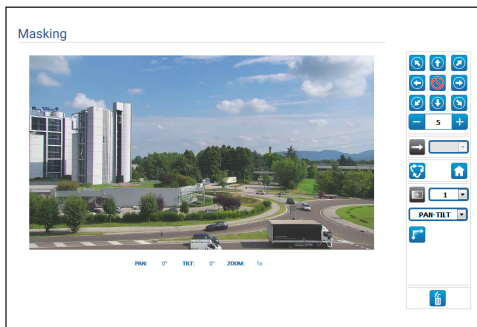 Masking
5
1
PAN-TILT
PAN: 0° TILT: 0° ZOOM: 1x